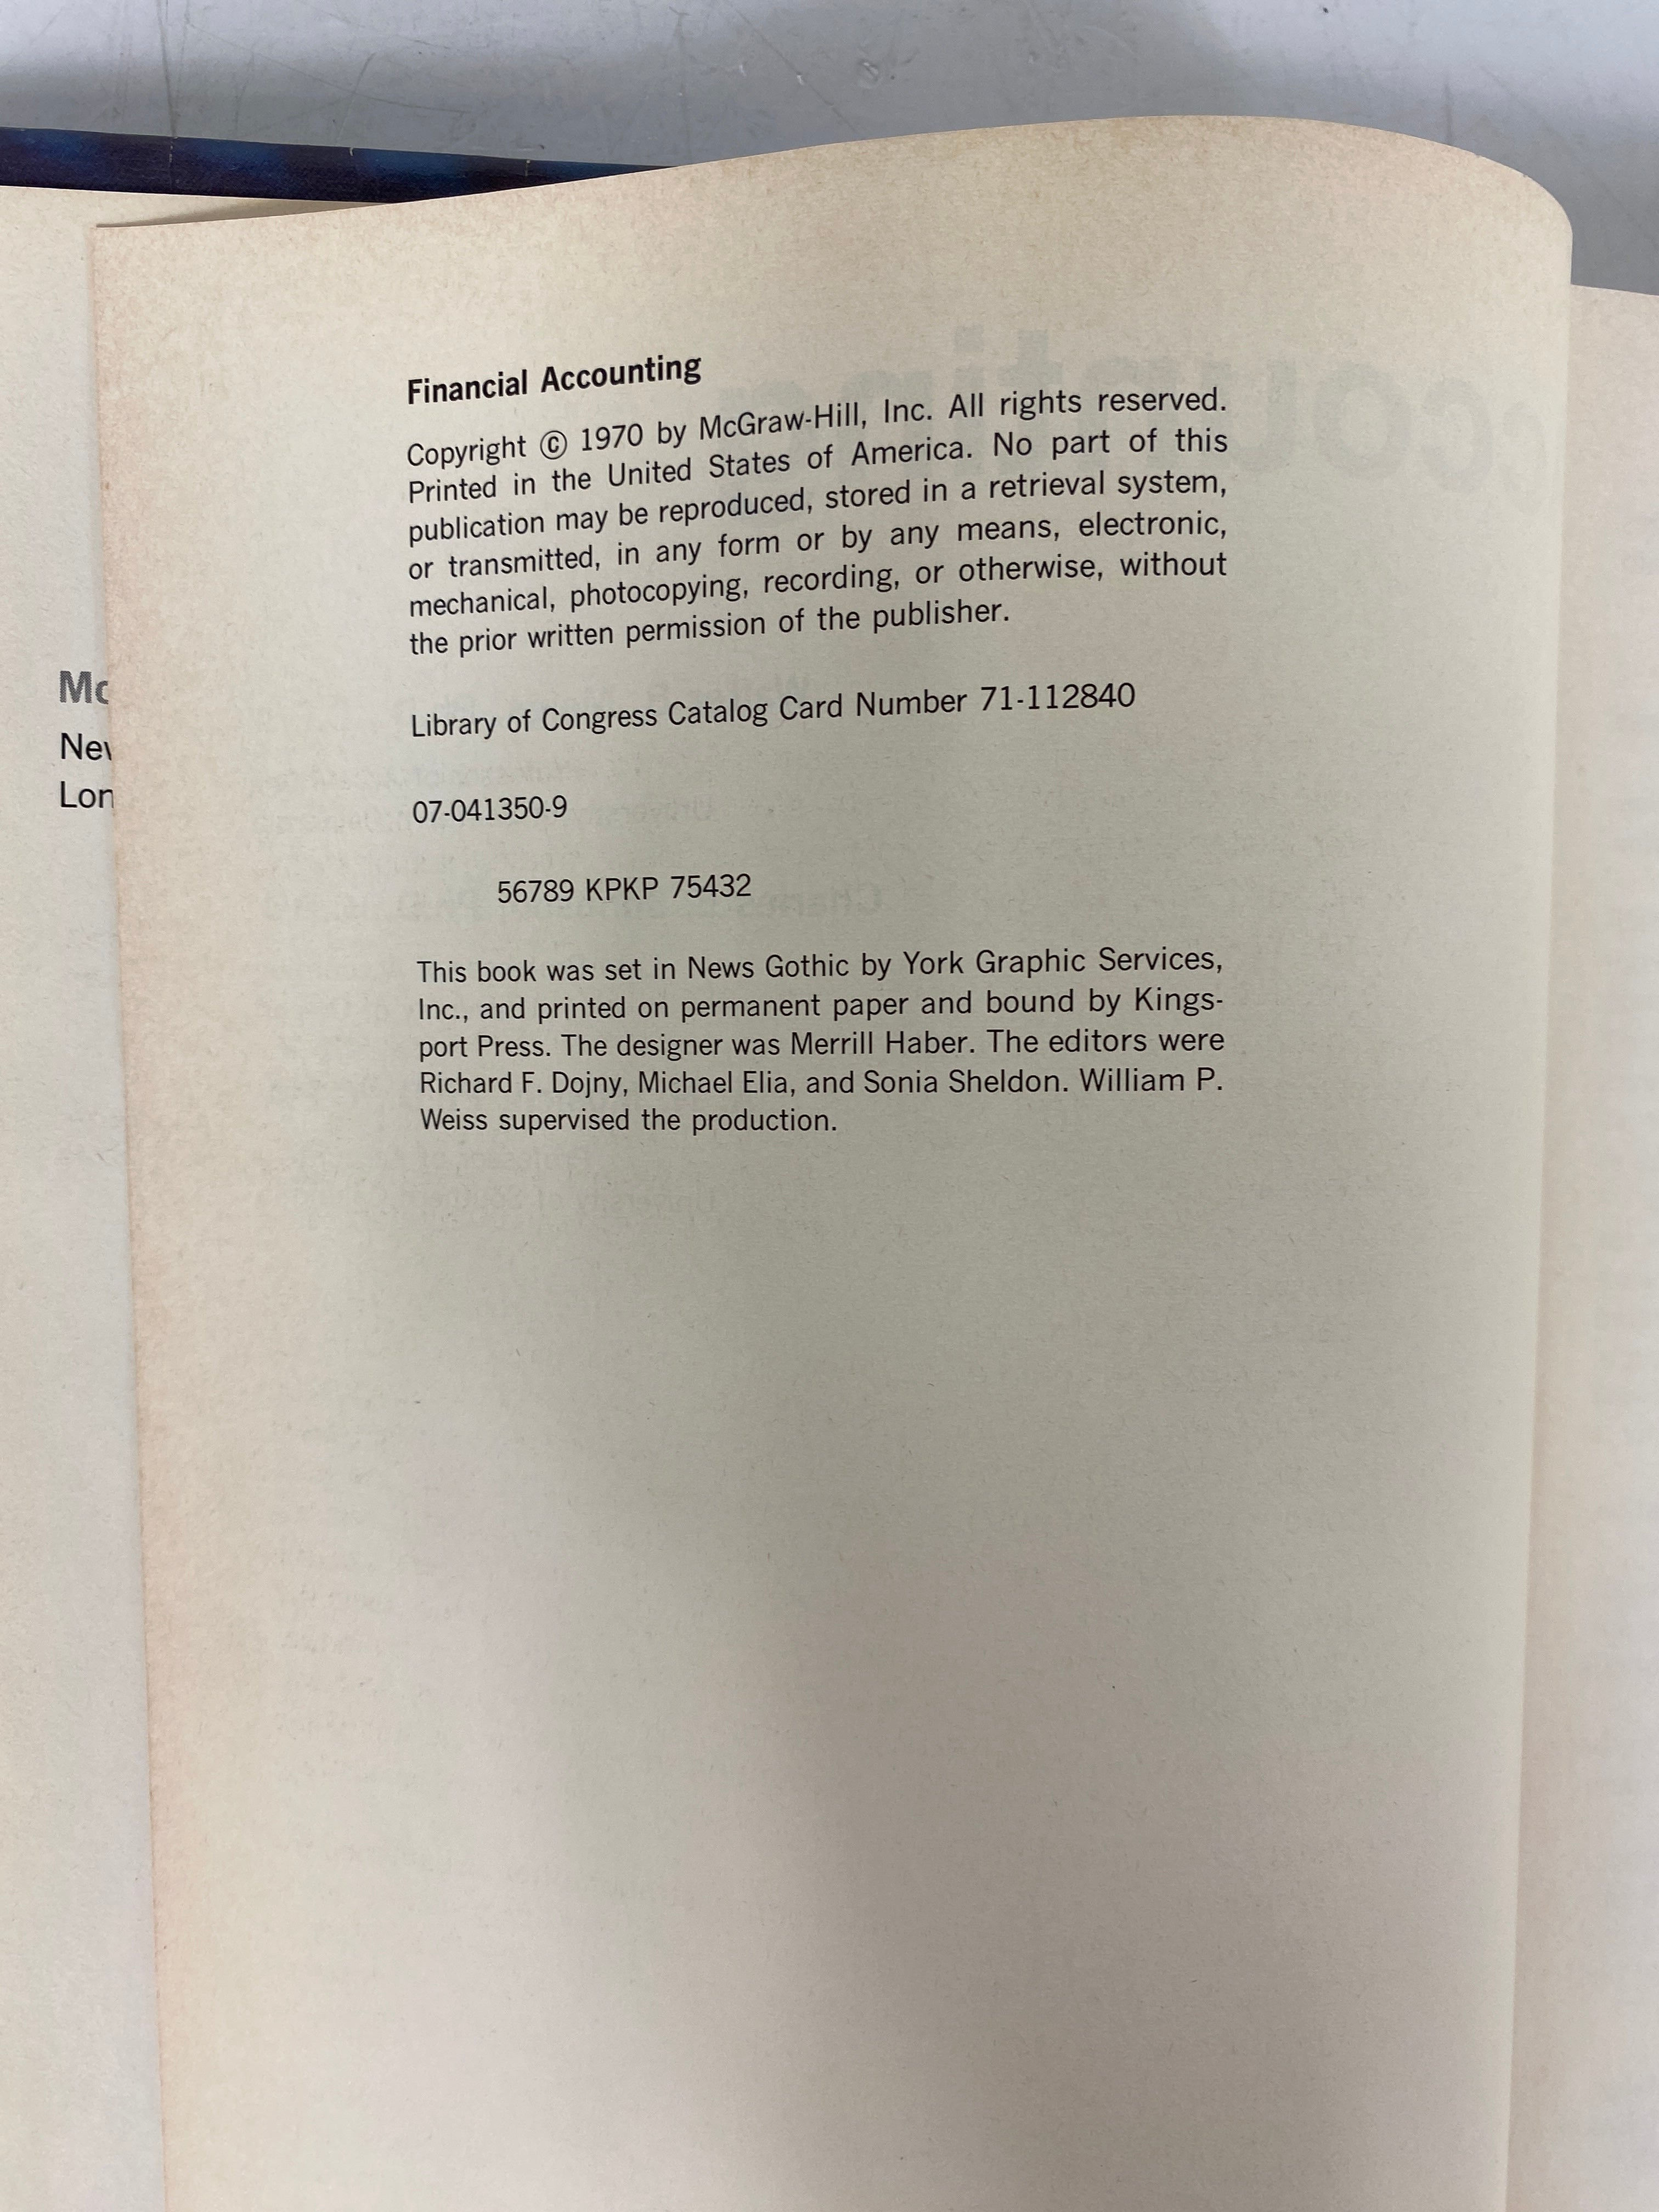 Financial Accounting
Copyright © 1970 by McGraw-Hill, Inc. All rights reserved.
Printed in the United States of America. No part of this
publication may be reproduced, stored in a retrieval system,
or transmitted, in any form or by any means, electronic,
mechanical, photocopying, recording, or otherwise, without
the prior written permission of the publisher.
Library of Congress Catalog Card Number 71-112840
07-041350-9
56789 KPKP 75432
This book was set in News Gothic by York Graphic Services,
Inc., and printed on permanent paper and bound by Kings-
port Press. The designer was Merrill Haber. The editors were
Richard F. Dojny, Michael Elia, and Sonia Sheldon. William P.
Weiss supervised the production.